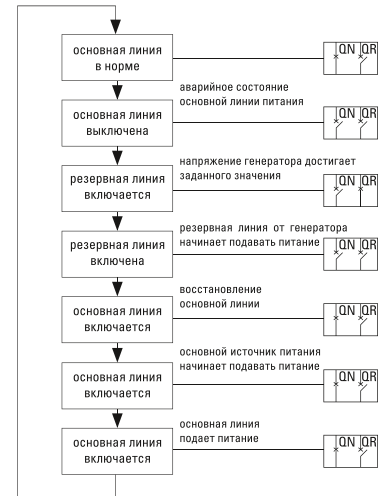 основная линия
в норме
QN QR
аварийное состояние
основной линии питания
основная линия
выключена
QN QR
напряжение генератора достигает
заданного значения
резервная линия
включается
QN QR
резервная линия от генератора
начинает подавать питание
резервная линия
включена
QN QR
восстановление
основной линии
основная линия
включается
QN QR
основной источник питания
начинает подавать питание
основная линия
включается
QN QR
основная линия
подает питание
основная линия
включается
QN QR